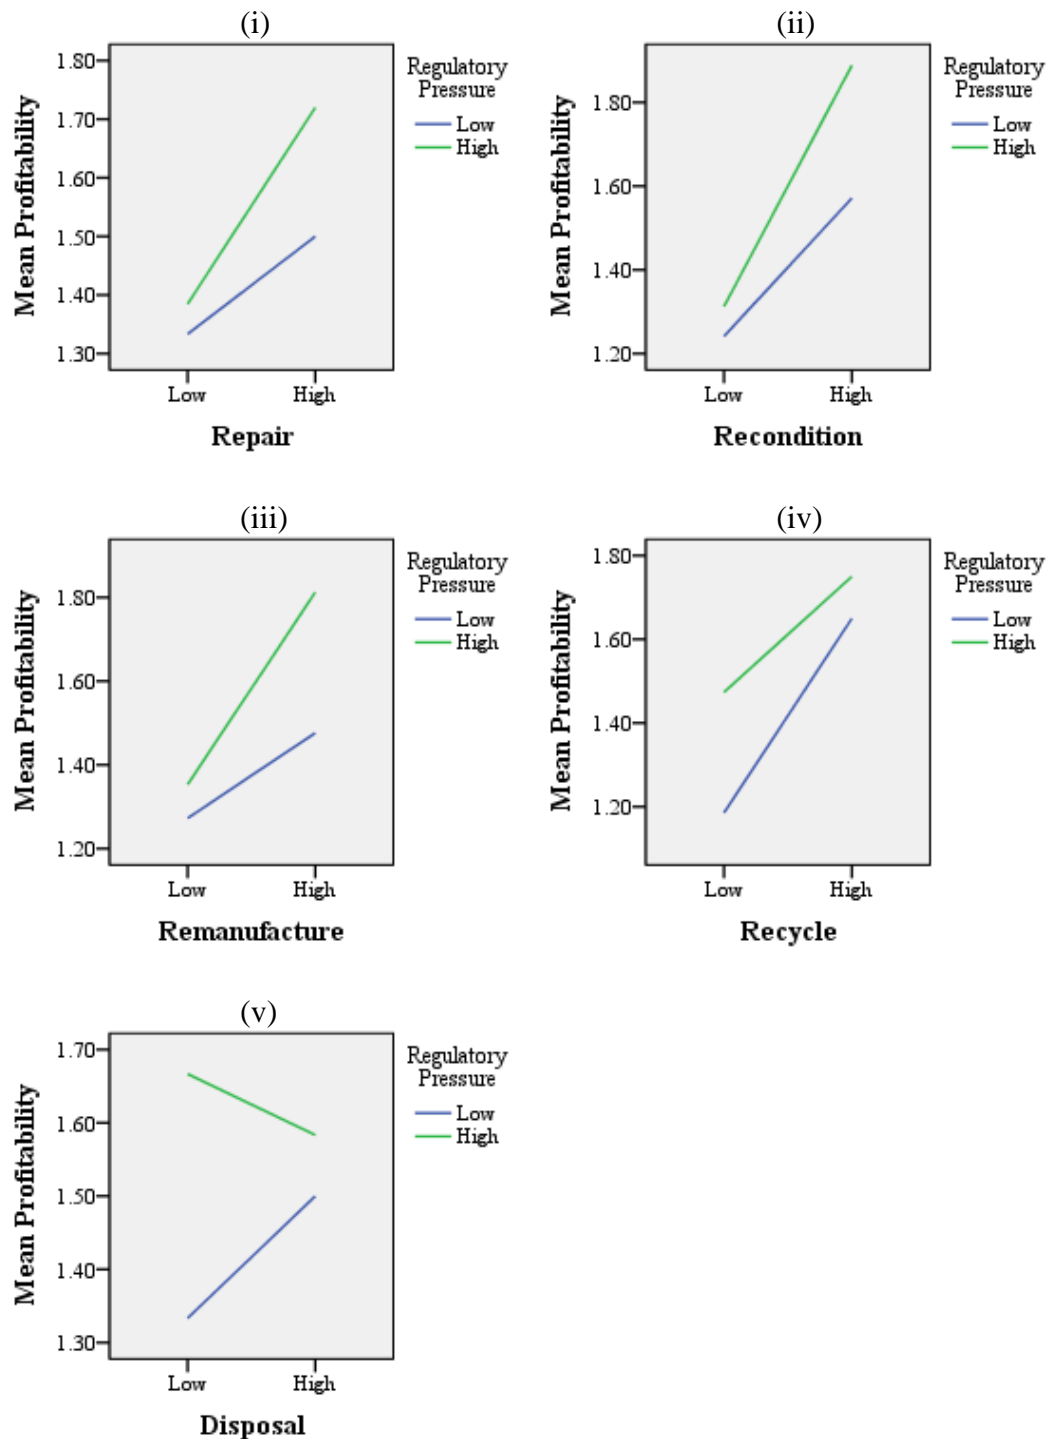 (i)
Mean Profitability
1.80
1.70
1.60
1.50
1.40
1.30
Low
High
Repair
Regulatory
Pressure
Low
High
(ii)
Mean Profitability
1.80
1.60
1.40
1.20
Low
High
Recondition
Regulatory
Pressure
Low
High
(iii)
Mean Profitability
1.80
1.60
1.40
1.20
Low
High
Remanufacture
Regulatory
Pressure
Low
High
(iv)
Mean Profitability
1.80
1.60
1.40
1.20
Low
High
Recycle
Regulatory
Pressure
Low
High
(v)
Mean Profitability
1.70
1.60
1.50
1.40
1.30
Low
High
Disposal
Regulatory
Pressure
Low
High